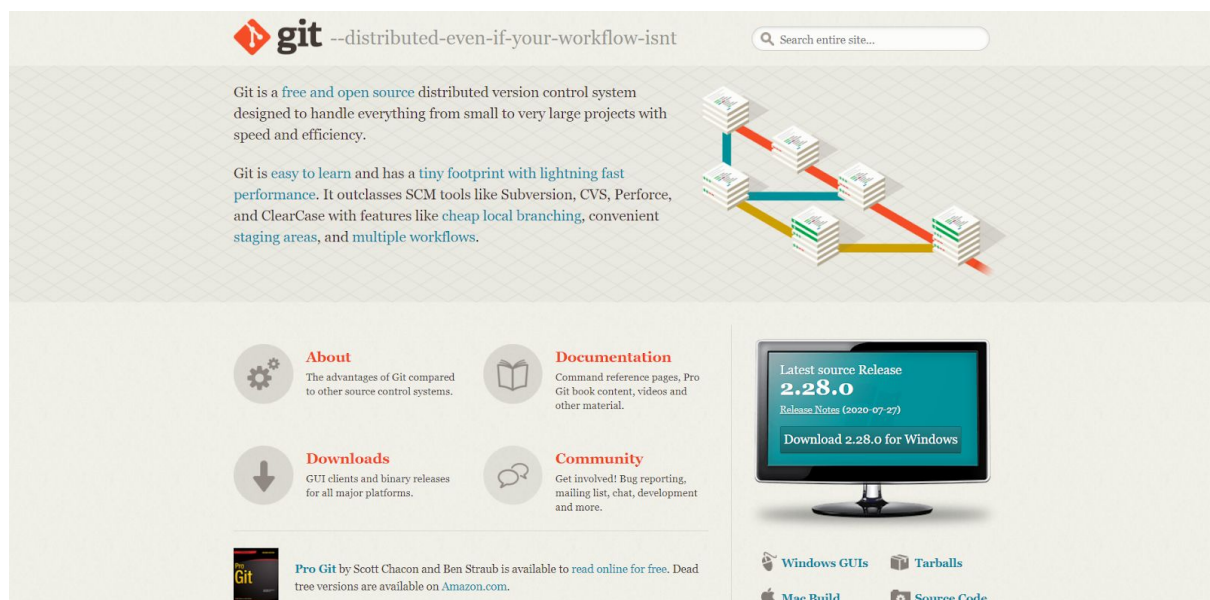 git --distributed-even-if-your-workflow-isnt
Search entire site...
Git is a free and open source distributed version control system
designed to handle everything from small to very large projects with
speed and efficiency.
Git is easy to learn and has a tiny footprint with lightning fast
performance. It outclasses SCM tools like Subversion, CVS, Perforce,
and ClearCase with features like cheap local branching, convenient
staging areas, and multiple workflows.
About
The advantages of Git compared
to other source control systems.
Documentation
Command reference pages, Pro
Git book content, videos and
other material.
Downloads
GUI clients and binary releases
for all major platforms.
Community
Get involved! Bug reporting,
mailing list, chat, development
and more.
Latest source Release
2.28.0
Release Notes (2020-07-27)
Download 2.28.0 for Windows
Pro
Git
Pro Git by Scott Chacon and Ben Straub is available to read online for free. Dead
tree versions are available on Amazon.com.
Windows GUIs
Tarballs
Mac Build
Source Code